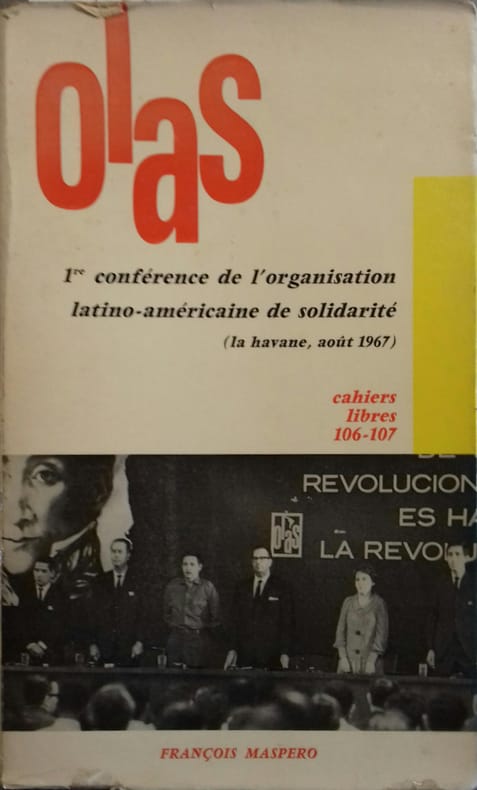 olas
1re conférence de l'organisation
latino-américaine de solidarité
(la havane, août 1967)
cahiers
libres
106-107
DE
REVOLUCION
ES HA
olas
LA REVOLU
FRANÇOIS MASPERO